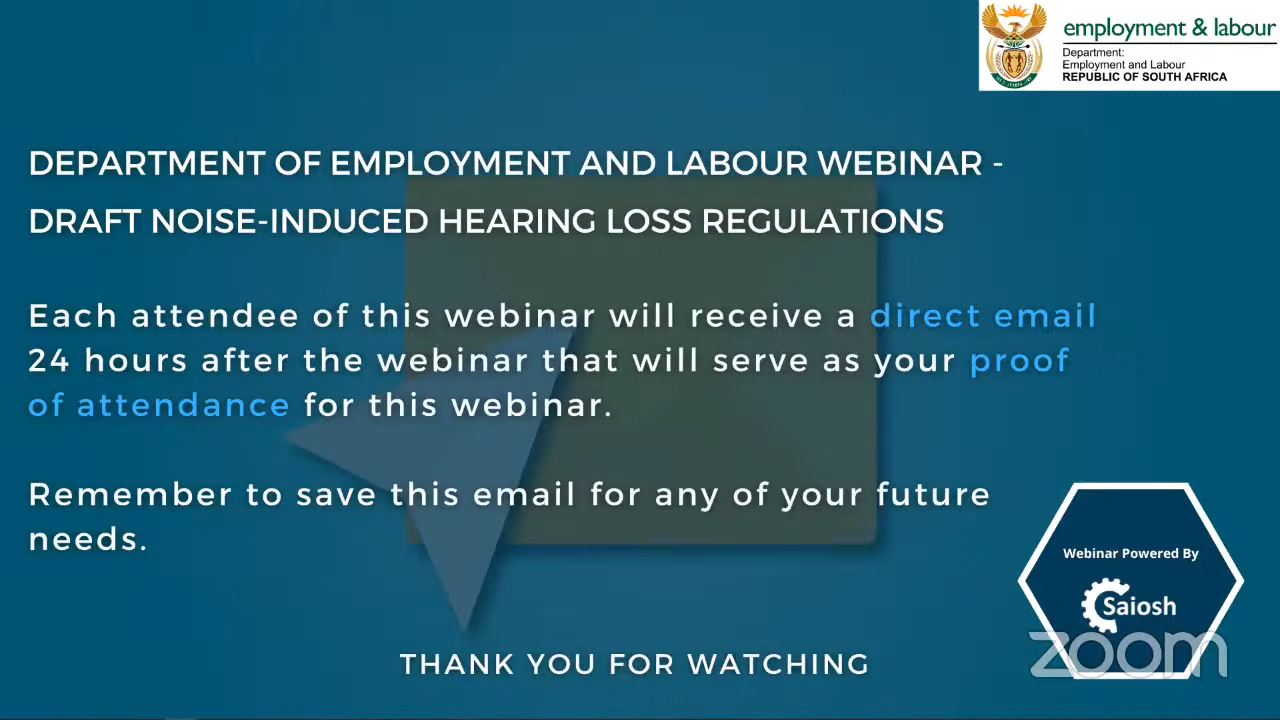 employment & labour
Department:
Employment and Labour
REPUBLIC OF SOUTH AFRICA
DEPARTMENT OF EMPLOYMENT AND LABOUR WEBINAR -
DRAFT NOISE-INDUCED HEARING LOSS REGULATIONS
Each attendee of this webinar will receive a direct email
24 hours after the webinar that will serve as your proof
of attendance for this webinar.
Remember to save this email for any of your future
needs.
Webinar Powered By
Saiosh
zoom
THANK YOU FOR WATCHING